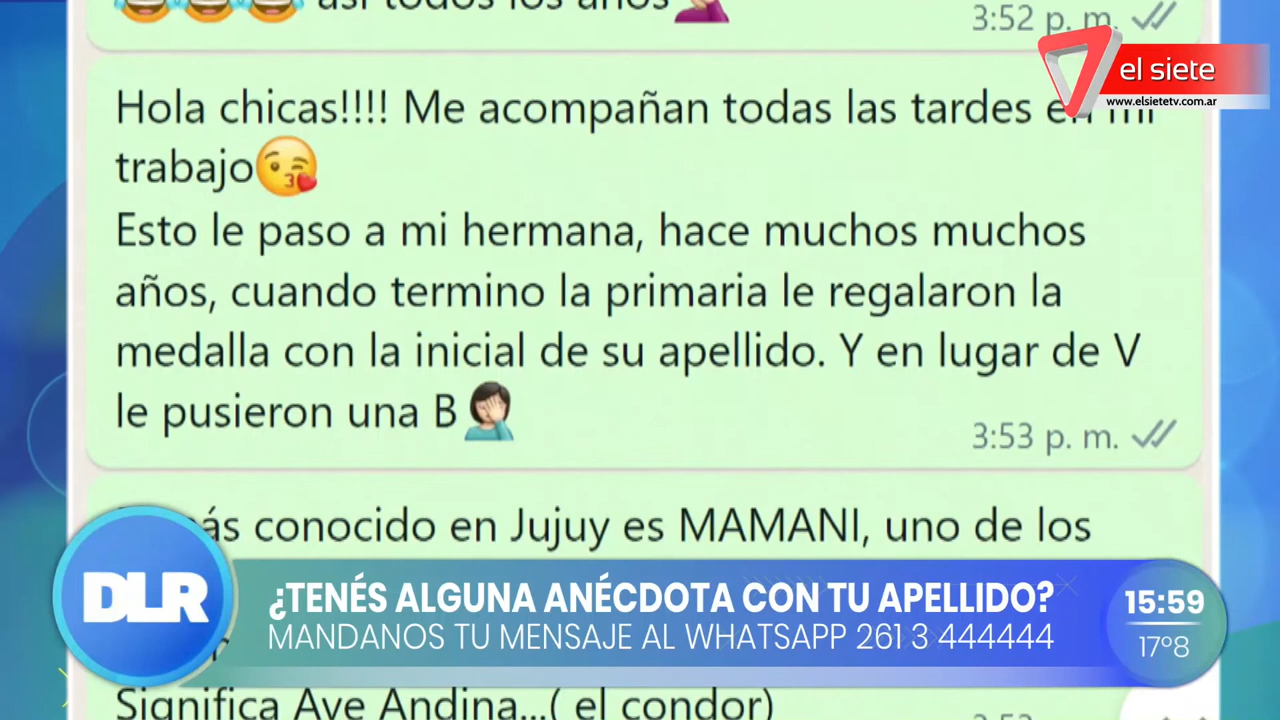 así todos los años
3:52 p. m.
el siete
www.elsietetv.com.ar
Hola chicas!!!! Me acompañan todas las tardes en mi
trabajo😘
Esto le paso a mi hermana, hace muchos muchos
años, cuando termino la primaria le regalaron la
medalla con la inicial de su apellido. Y en lugar de V
le pusieron una B🤦🏻‍♀️
3:53 p. m.
más conocido en Jujuy es MAMANI, uno de los
DLR
¿TENÉS ALGUNA ANÉCDOTA CON TU APELLIDO?
MANDANOS TU MENSAJE AL WHATSAPP 261 3 444444
15:59
17º8
Significa Ave Andina...( el condor)